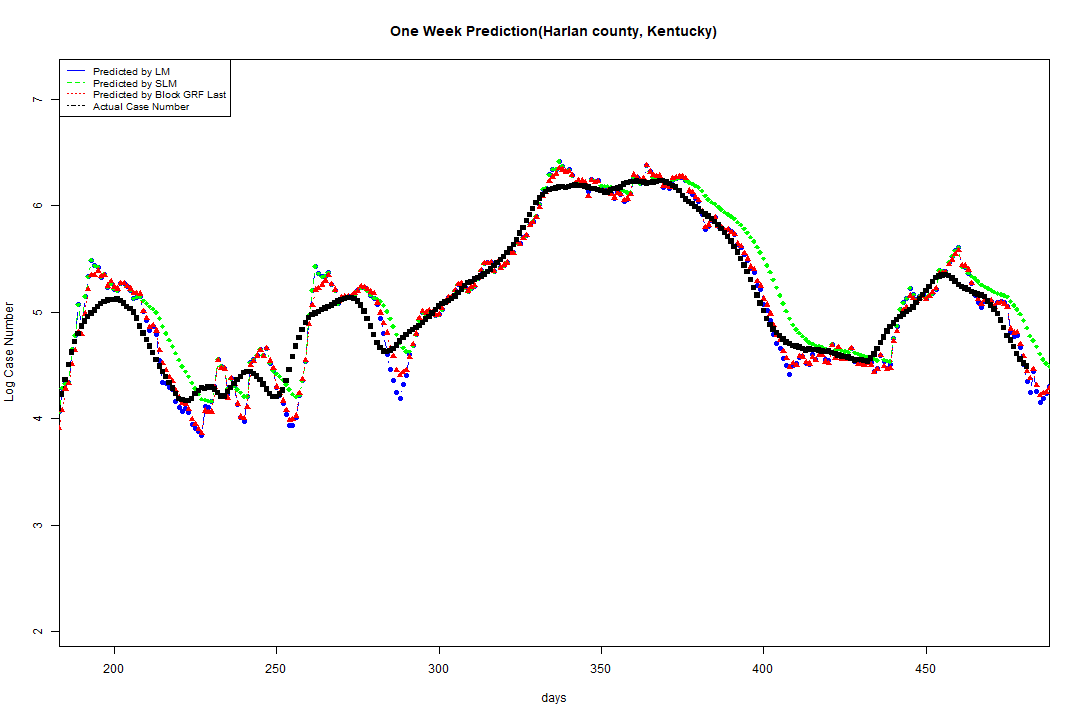 One Week Prediction(Harlan county, Kentucky)
Predicted by LM
Predicted by SLM
Predicted by Block GRF Last
Actual Case Number
7
6
5
4
3
2
Log Case Number
200 250 300 350 400 450
days